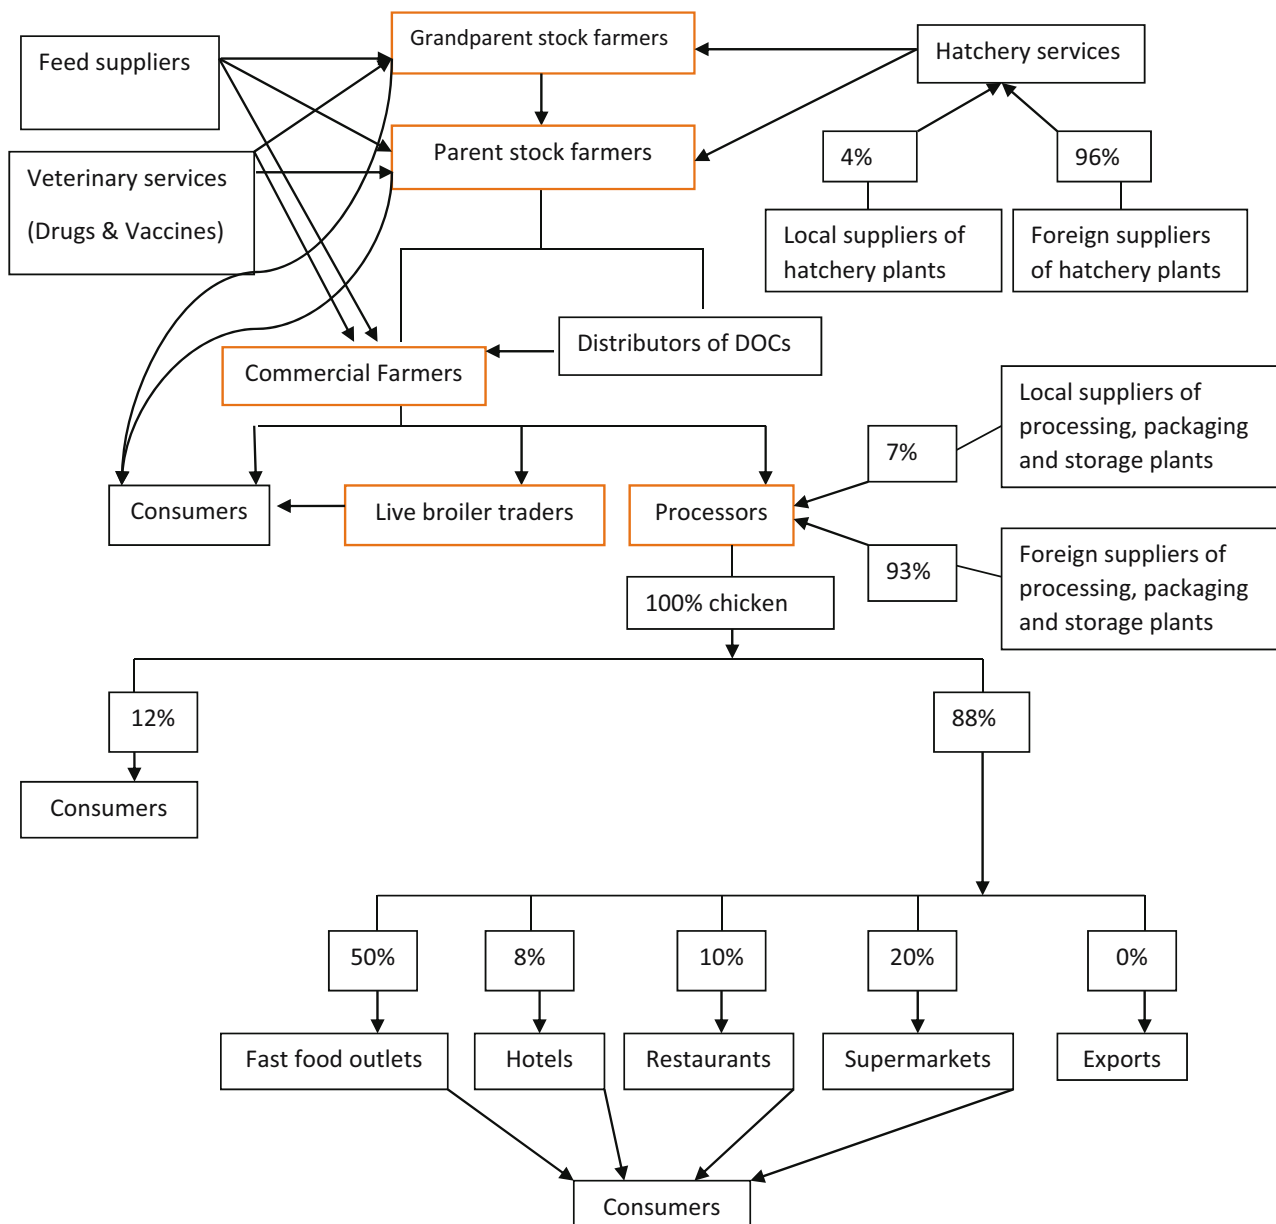 Grandparent stock farmers
Feed suppliers
Hatchery services
Parent stock farmers
4%
96%
Veterinary services
(Drugs & Vaccines)
Local suppliers of
hatchery plants
Foreign suppliers
of hatchery plants
Distributors of DOCs
Commercial Farmers
Local suppliers of
processing, packaging
and storage plants
7%
Consumers
Live broiler traders
Processors
93%
Foreign suppliers of
processing, packaging
and storage plants
100% chicken
12%
88%
Consumers
50%
8%
10%
20%
0%
Fast food outlets
Hotels
Restaurants
Supermarkets
Exports
Consumers